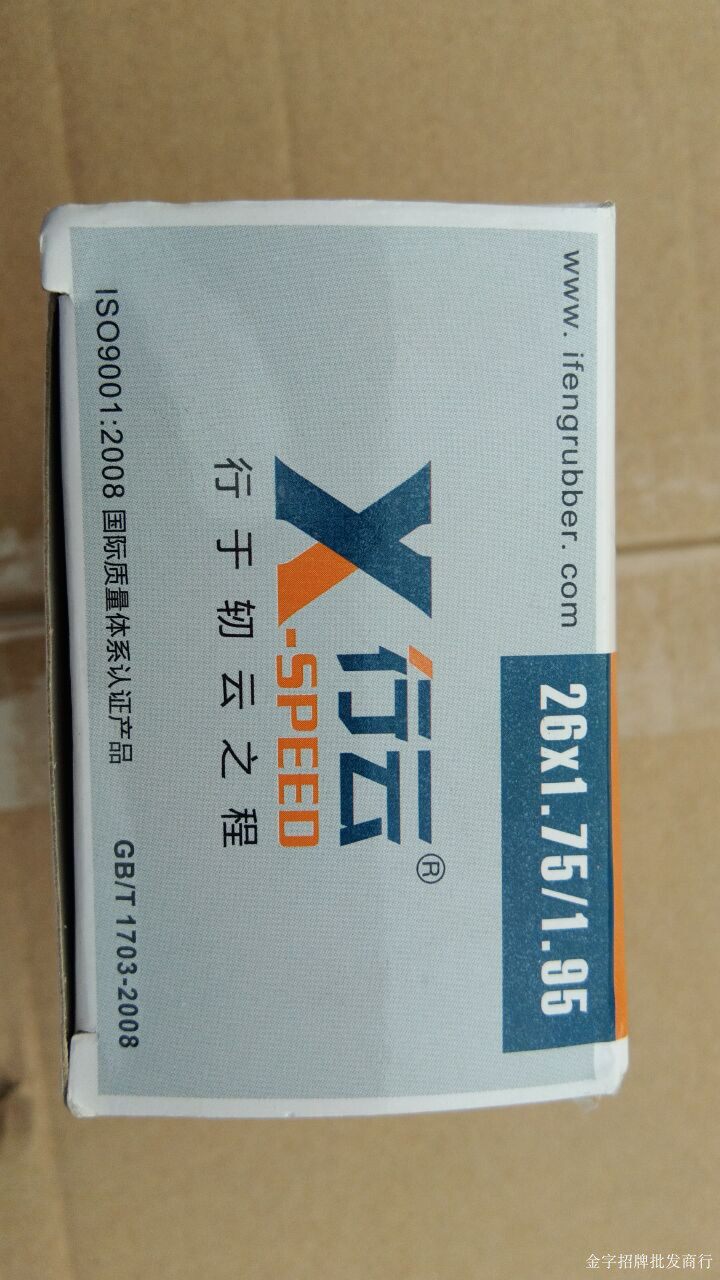 www.ifengrubber.com
26x1.75/1.95
X行云®
-SPEED
行于轫云之程
ISO9001:2008 国际质量体系认证产品
GB/T 1703-2008
金字招牌批发商行